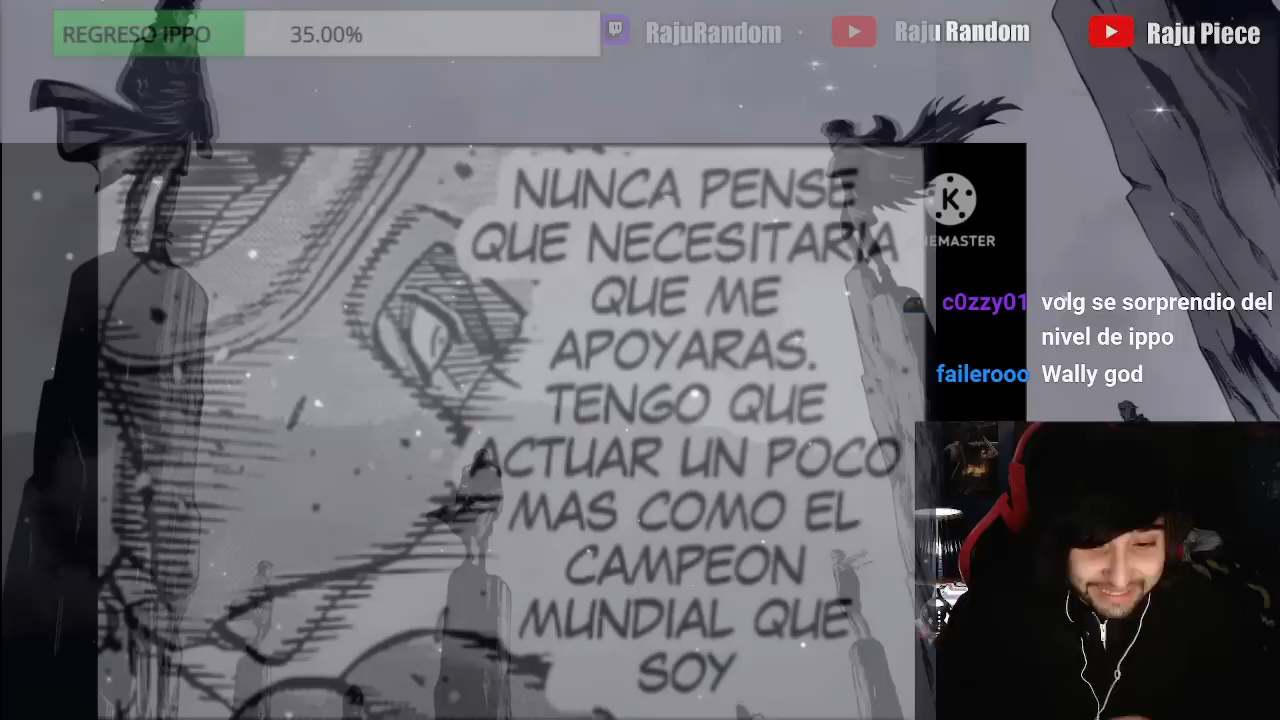 REGRESO IPPO 35.00%
RajuRandom
Raju Random
Raju Piece
NUNCA PENSE
QUE NECESITARIA
QUE ME
APOYARAS.
TENGO QUE
ACTUAR UN POCO
MAS COMO EL
CAMPEON
MUNDIAL QUE
SOY
K
NEMASTER
c0zzy01 volg se sorprendio del
nivel de ippo
failerooo Wally god